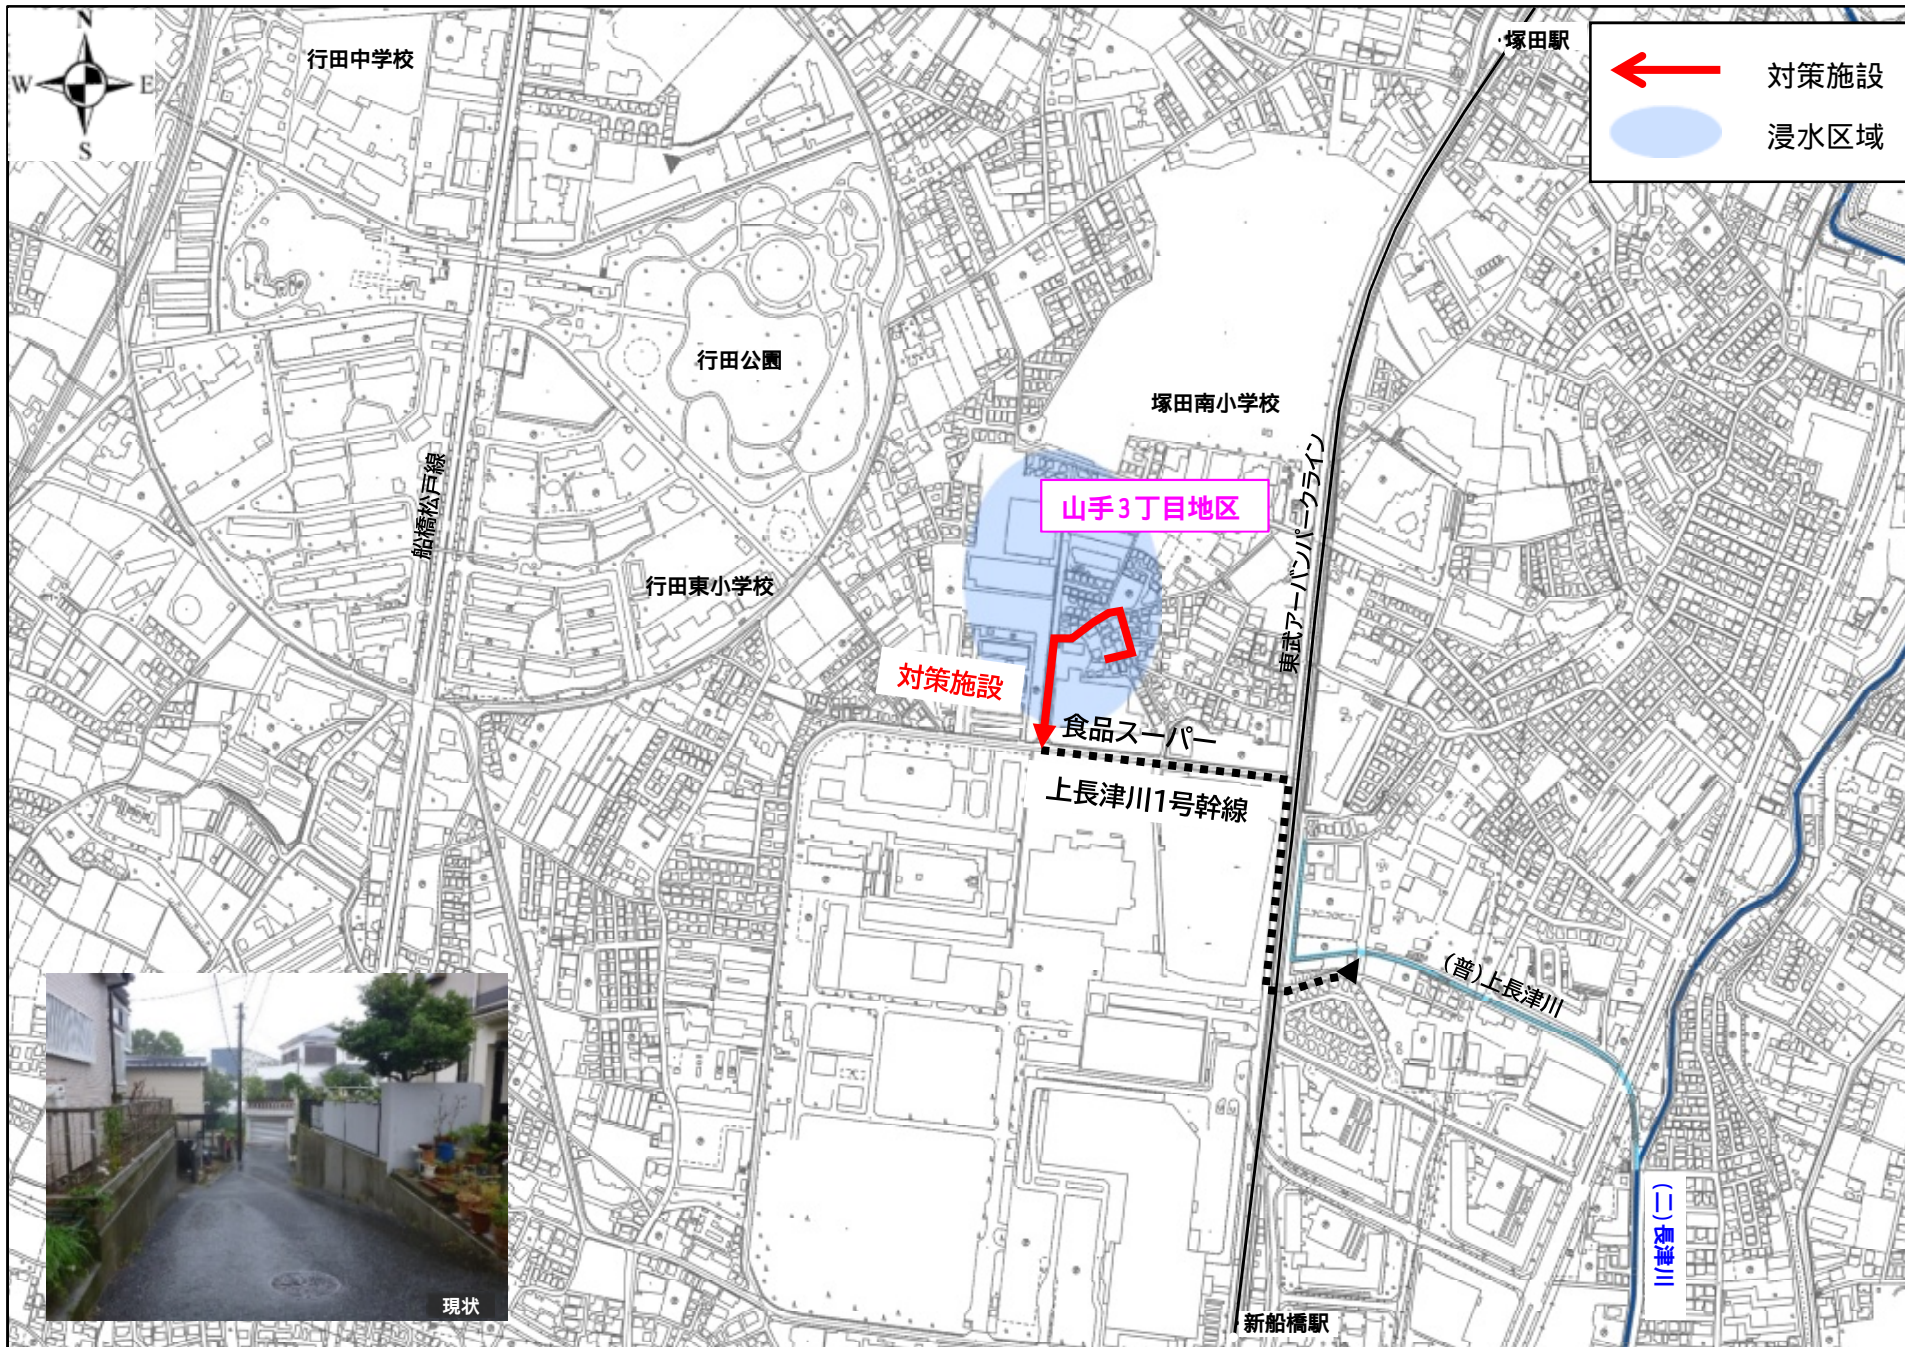 N
W
E
S
行田中学校
塚田駅
対策施設
浸水区域
行田公園
塚田南小学校
船橋松戸線
東武アーバンパークライン
山手3丁目地区
行田東小学校
対策施設
食品スーパー
上長津川1号幹線
(普)上長津川
(二)長津川
現状
新船橋駅